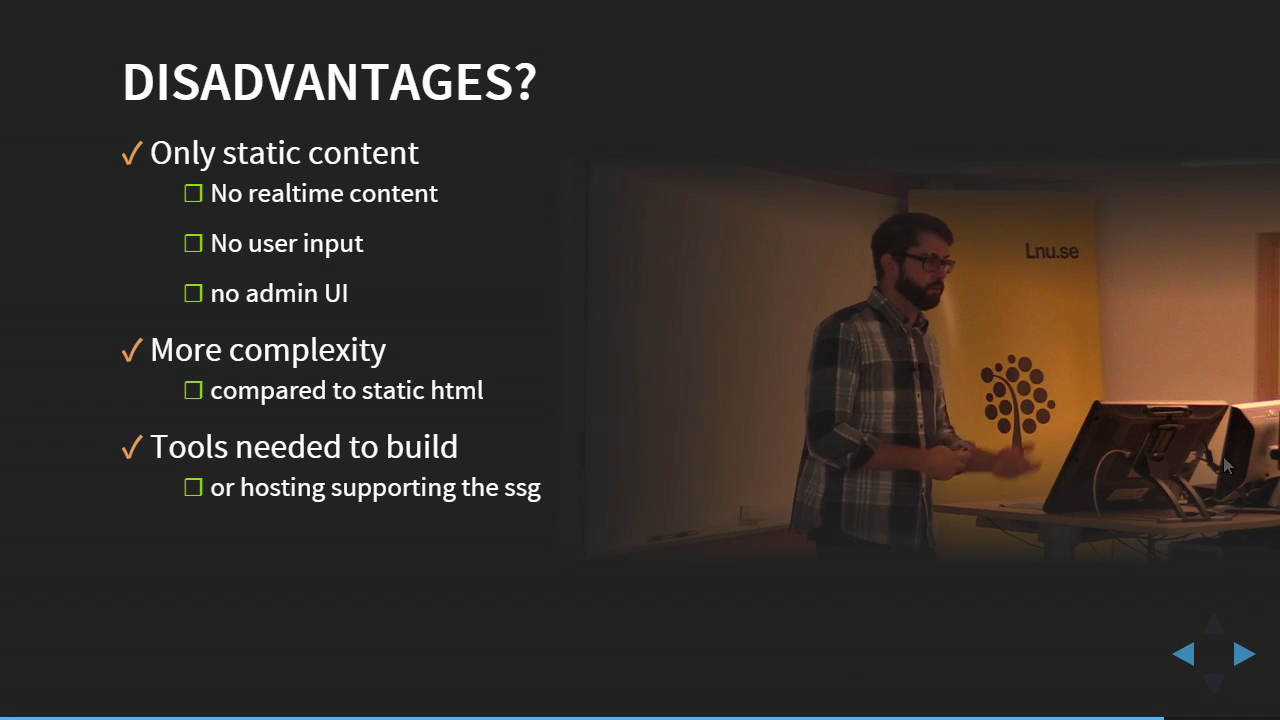 DISADVANTAGES?
✓ Only static content
❐ No realtime content
❐ No user input
❐ no admin UI
✓ More complexity
❐ compared to static html
✓ Tools needed to build
❐ or hosting supporting the ssg
Lnu.se